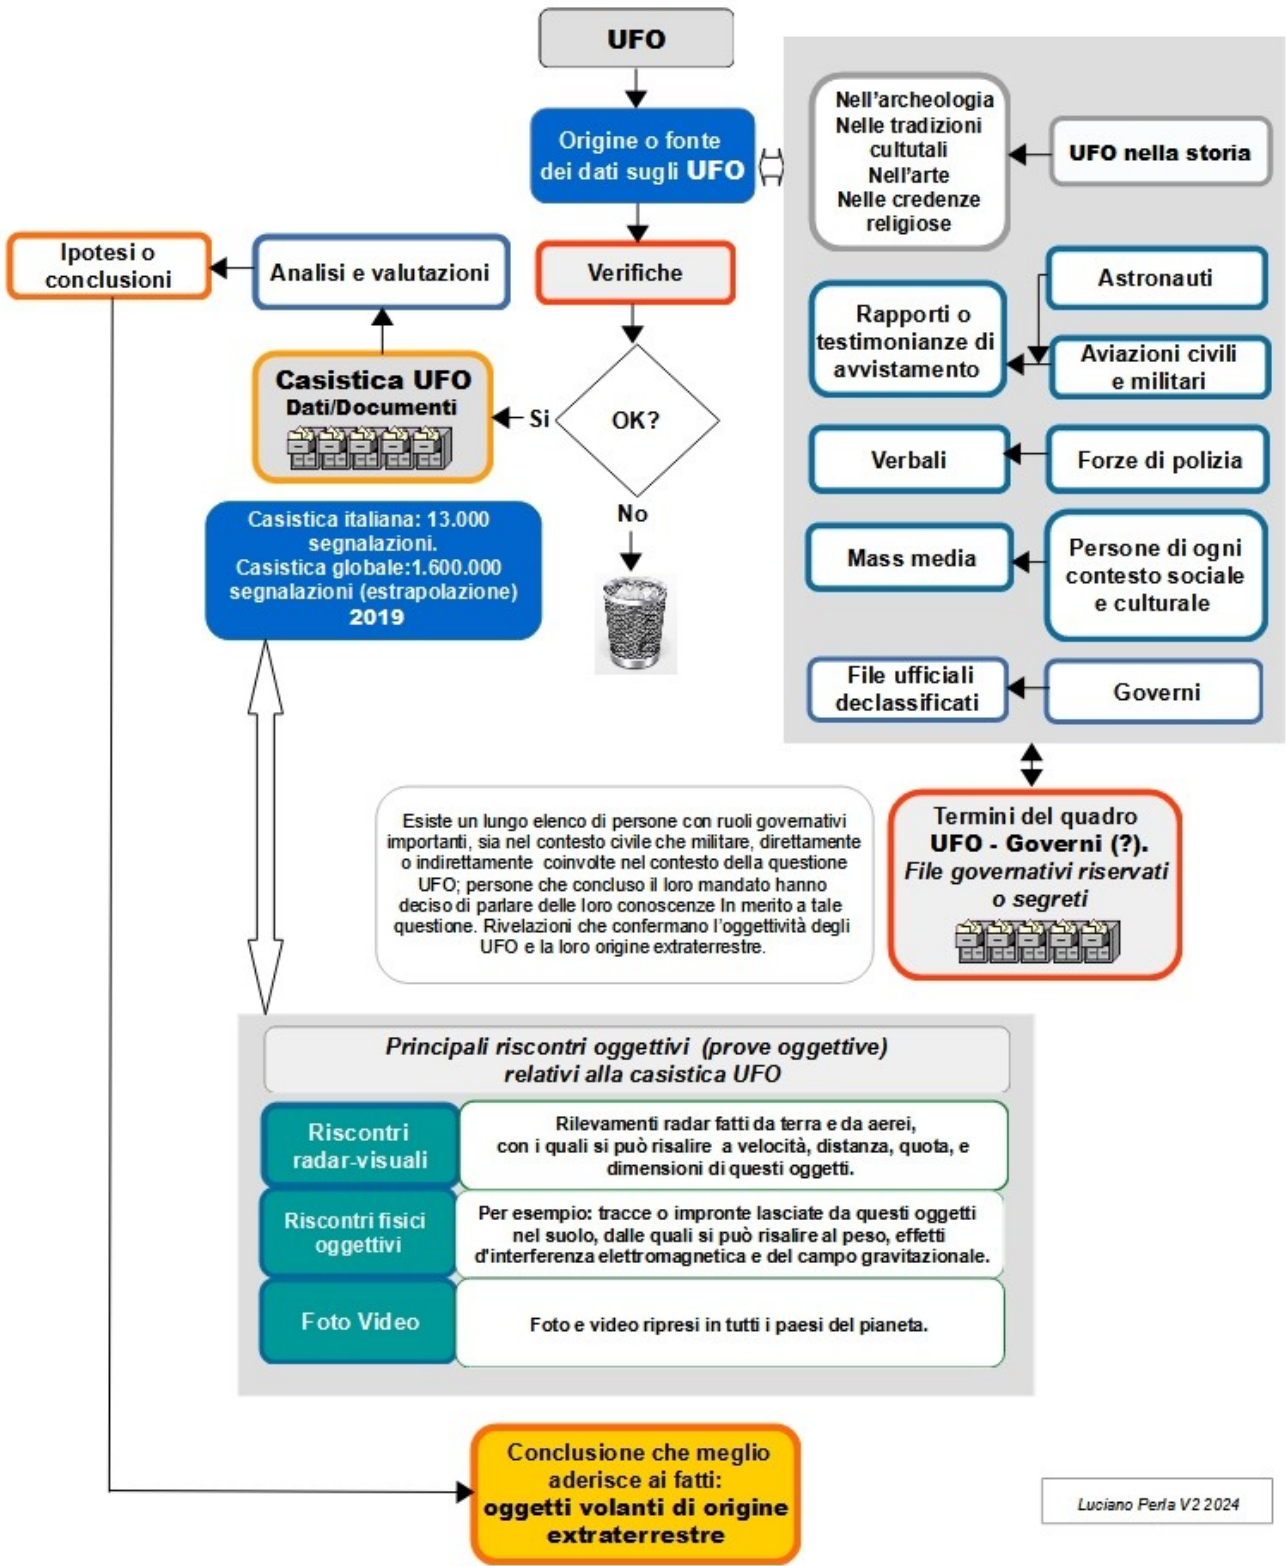 UFO
Origine o fonte
dei dati sugli UFO
Nell'archeologia
Nelle tradizioni
cultutali
Nell'arte
Nelle credenze
religiose
UFO nella storia
Ipotesi o
conclusioni
Analisi e valutazioni
Verifiche
Astronauti
Rapporti o
testimonianze di
avvistamento
Aviazioni civili
e militari
Casistica UFO
Dati/Documenti
Si
OK?
Verbali
Forze di polizia
No
Casistica italiana: 13.000
segnalazioni.
Casistica globale:1.600.000
segnalazioni (estrapolazione)
2019
Mass media
Persone di ogni
contesto sociale
e culturale
File ufficiali
declassificati
Governi
Esiste un lungo elenco di persone con ruoli governativi
importanti, sia nel contesto civile che militare, direttamente
o indirettamente coinvolte nel contesto della questione
UFO; persone che concluso il loro mandato hanno
deciso di parlare delle loro conoscenze In merito a tale
questione. Rivelazioni che confermano l'oggettività degli
UFO e la loro origine extraterrestre.
Termini del quadro
UFO - Governi (?).
File governativi riservati
o segreti
Principali riscontri oggettivi (prove oggettive)
relativi alla casistica UFO
Riscontri
radar-visuali
Rilevamenti radar fatti da terra e da aerei,
con i quali si può risalire a velocità, distanza, quota, e
dimensioni di questi oggetti.
Riscontri fisici
oggettivi
Per esempio: tracce o impronte lasciate da questi oggetti
nel suolo, dalle quali si può risalire al peso, effetti
d'interferenza elettromagnetica e del campo gravitazionale.
Foto Video
Foto e video ripresi in tutti i paesi del pianeta.
Conclusione che meglio
aderisce ai fatti:
oggetti volanti di origine
extraterrestre
Luciano Perla V2 2024